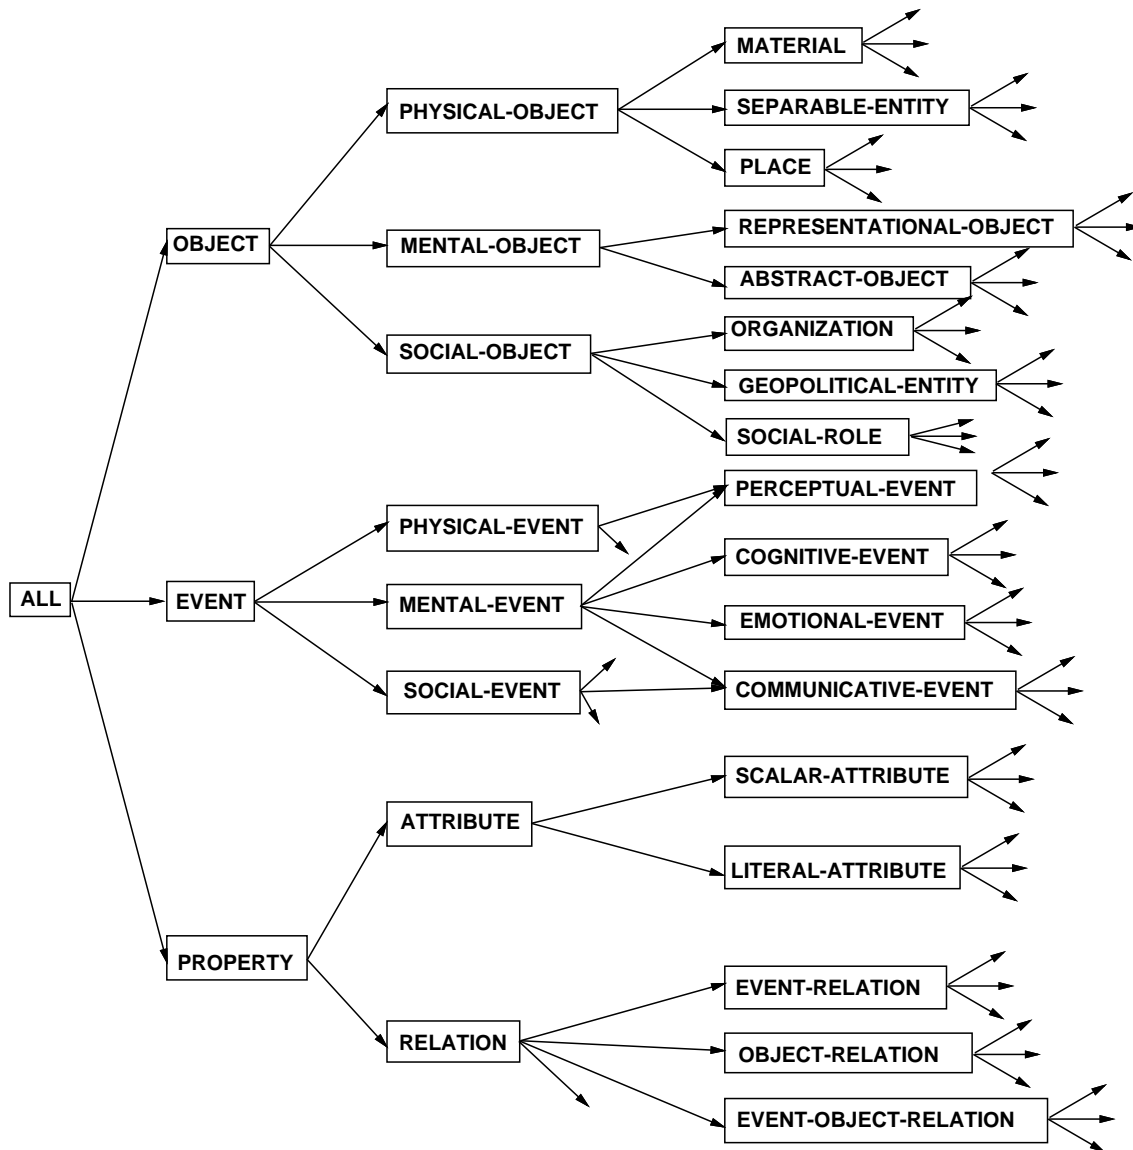 MATERIAL
PHYSICAL-OBJECT
SEPARABLE-ENTITY
PLACE
OBJECT
MENTAL-OBJECT
REPRESENTATIONAL-OBJECT
ABSTRACT-OBJECT
SOCIAL-OBJECT
ORGANIZATION
GEOPOLITICAL-ENTITY
SOCIAL-ROLE
PERCEPTUAL-EVENT
PHYSICAL-EVENT
COGNITIVE-EVENT
ALL
EVENT
MENTAL-EVENT
EMOTIONAL-EVENT
SOCIAL-EVENT
COMMUNICATIVE-EVENT
SCALAR-ATTRIBUTE
ATTRIBUTE
LITERAL-ATTRIBUTE
PROPERTY
EVENT-RELATION
RELATION
OBJECT-RELATION
EVENT-OBJECT-RELATION